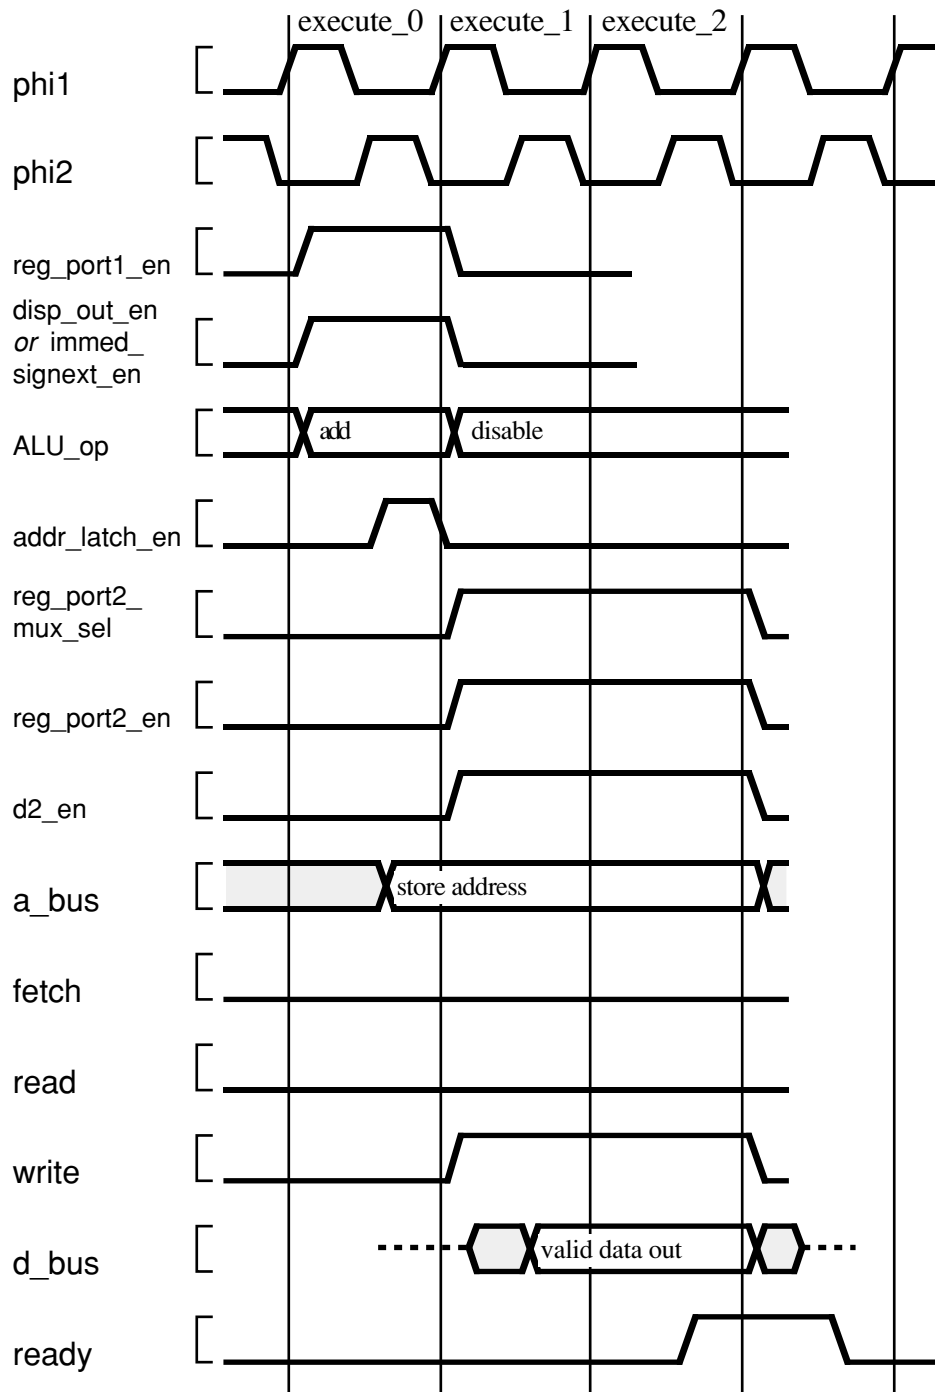 execute_0 execute_1 execute_2
phi1
phi2
reg_port1_en
disp_out_en
or immed_
signext_en
ALU_op add disable
addr_latch_en
reg_port2_
mux_sel
reg_port2_en
d2_en
a_bus store address
fetch
read
write
d_bus valid data out
ready